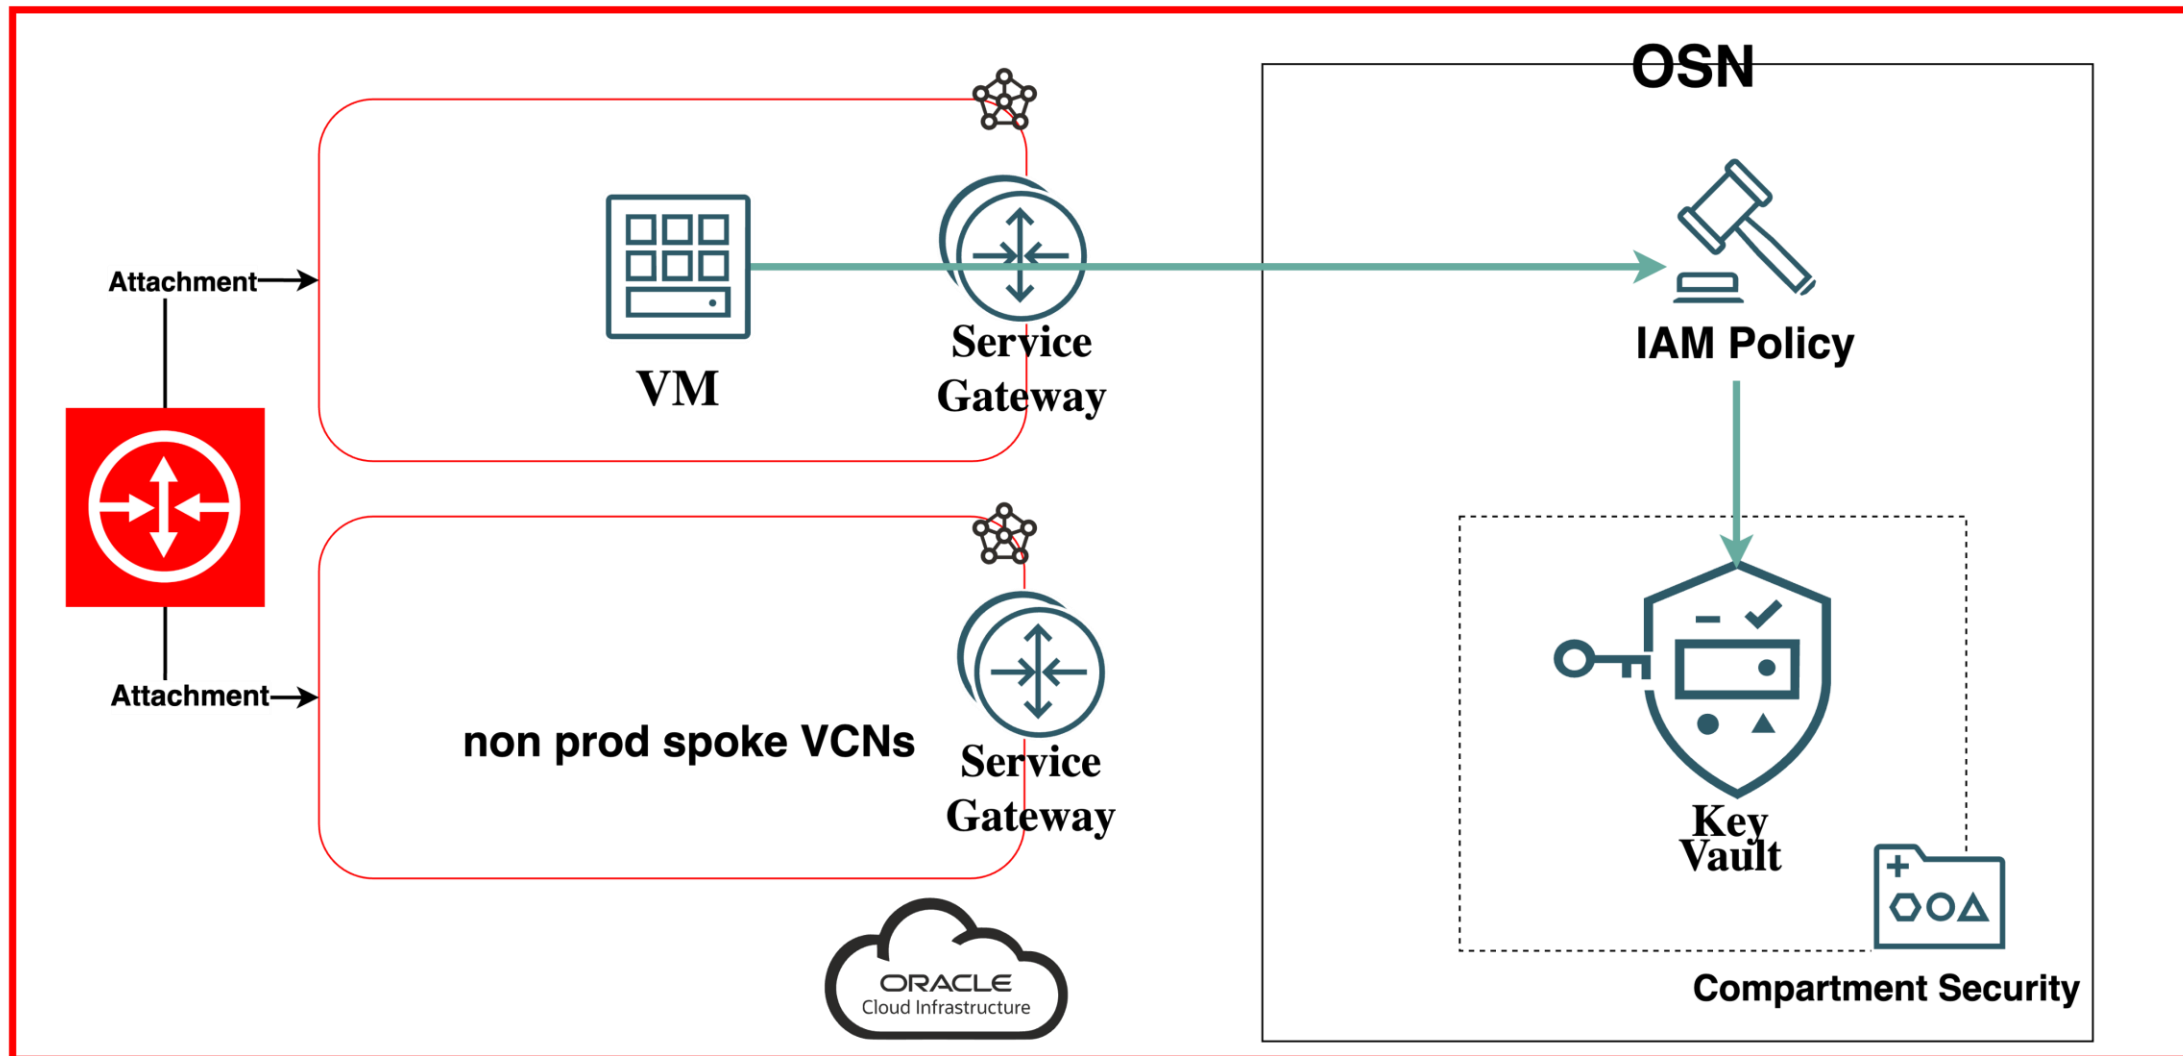 OSN
Attachment
VM
Service
Gateway
IAM Policy
Attachment
non prod spoke VCNs
Service
Gateway
Key
Vault
ORACLE
Cloud Infrastructure
Compartment Security